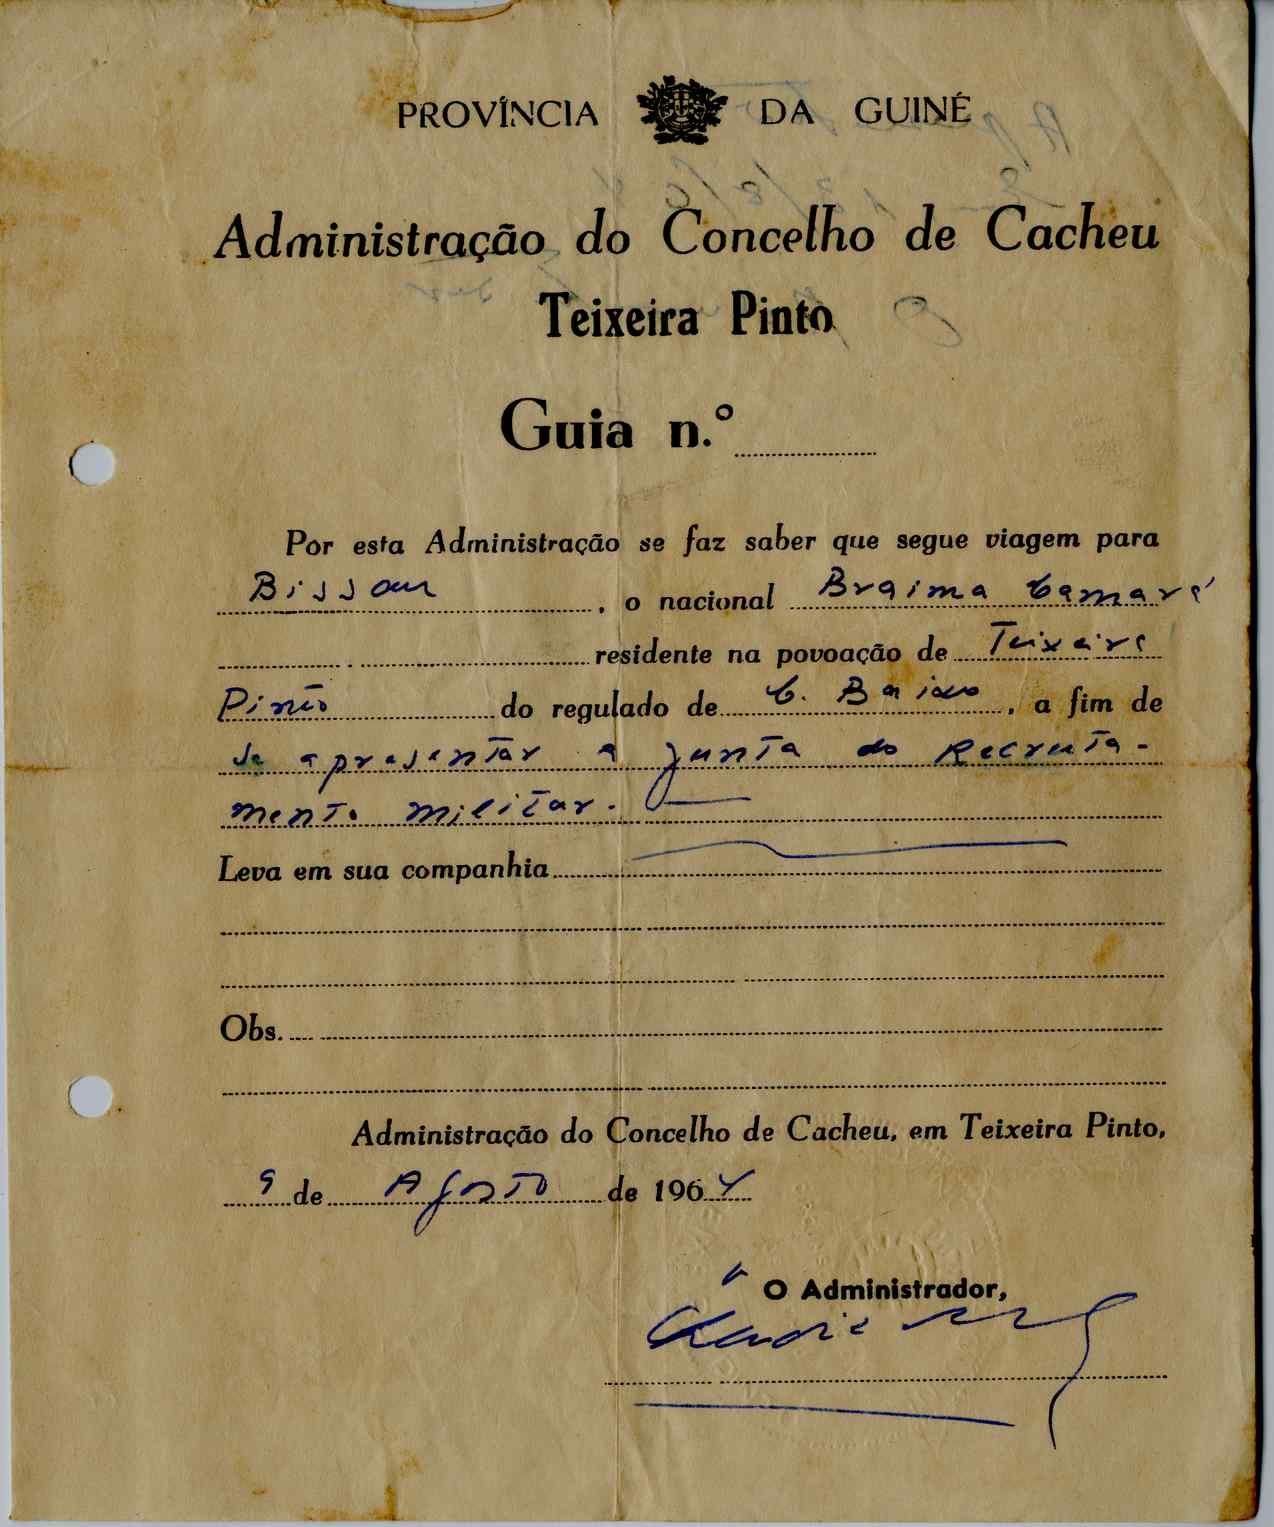 PROVÍNCIA DA GUINÉ
Administração do Concelho de Cacheu
Teixeira Pinto
Guia n.º
Por esta Administração se faz saber que segue viagem para
Bissau, o nacional Braima Camará
residente na povoação de Teixeira
Pinto do regulado de C. Baixo, a fim de
se apresentar a junta do Recruta-
mento militar.
Leva em sua companhia
Obs.
Administração do Concelho de Cacheu, em Teixeira Pinto,
9 de Agosto de 1964
O Administrador,